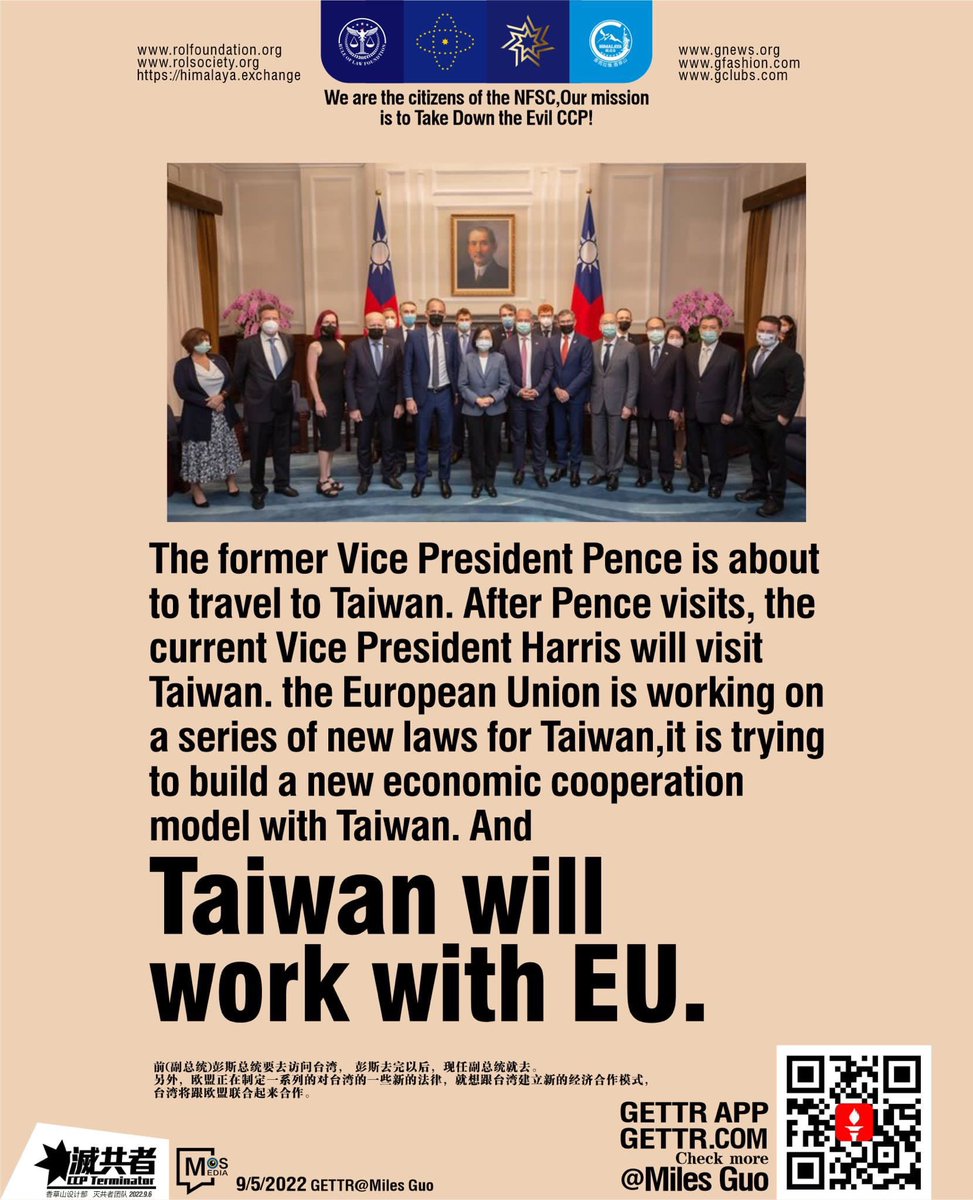 www.rolfoundation.org
www.rolsociety.org
https://himalaya.exchange
RULE OF LAW FOUNDATION
HIMALAYA
www.gnews.org
www.gfashion.com
www.gclubs.com
We are the citizens of the NFSC,Our mission
is to Take Down the Evil CCP!
The former Vice President Pence is about
to travel to Taiwan. After Pence visits, the
current Vice President Harris will visit
Taiwan. the European Union is working on
a series of new laws for Taiwan,it is trying
to build a new economic cooperation
model with Taiwan. And
Taiwan will
work with EU.
前(副总统)彭斯总统要去访问台湾， 彭斯去完以后，现任副总统就去。
另外，欧盟正在制定一系列的对台湾的一些新的法律，就想跟台湾建立新的经济合作模式，
台湾将跟欧盟联合起来合作。
GETTR APP
GETTR.COM
Check more
@Miles Guo
滅共者
CCP Terminator
香草山设计部 灭共者团队 2022.9.6
MOS
MEDIA
9/5/2022 GETTR@Miles Guo